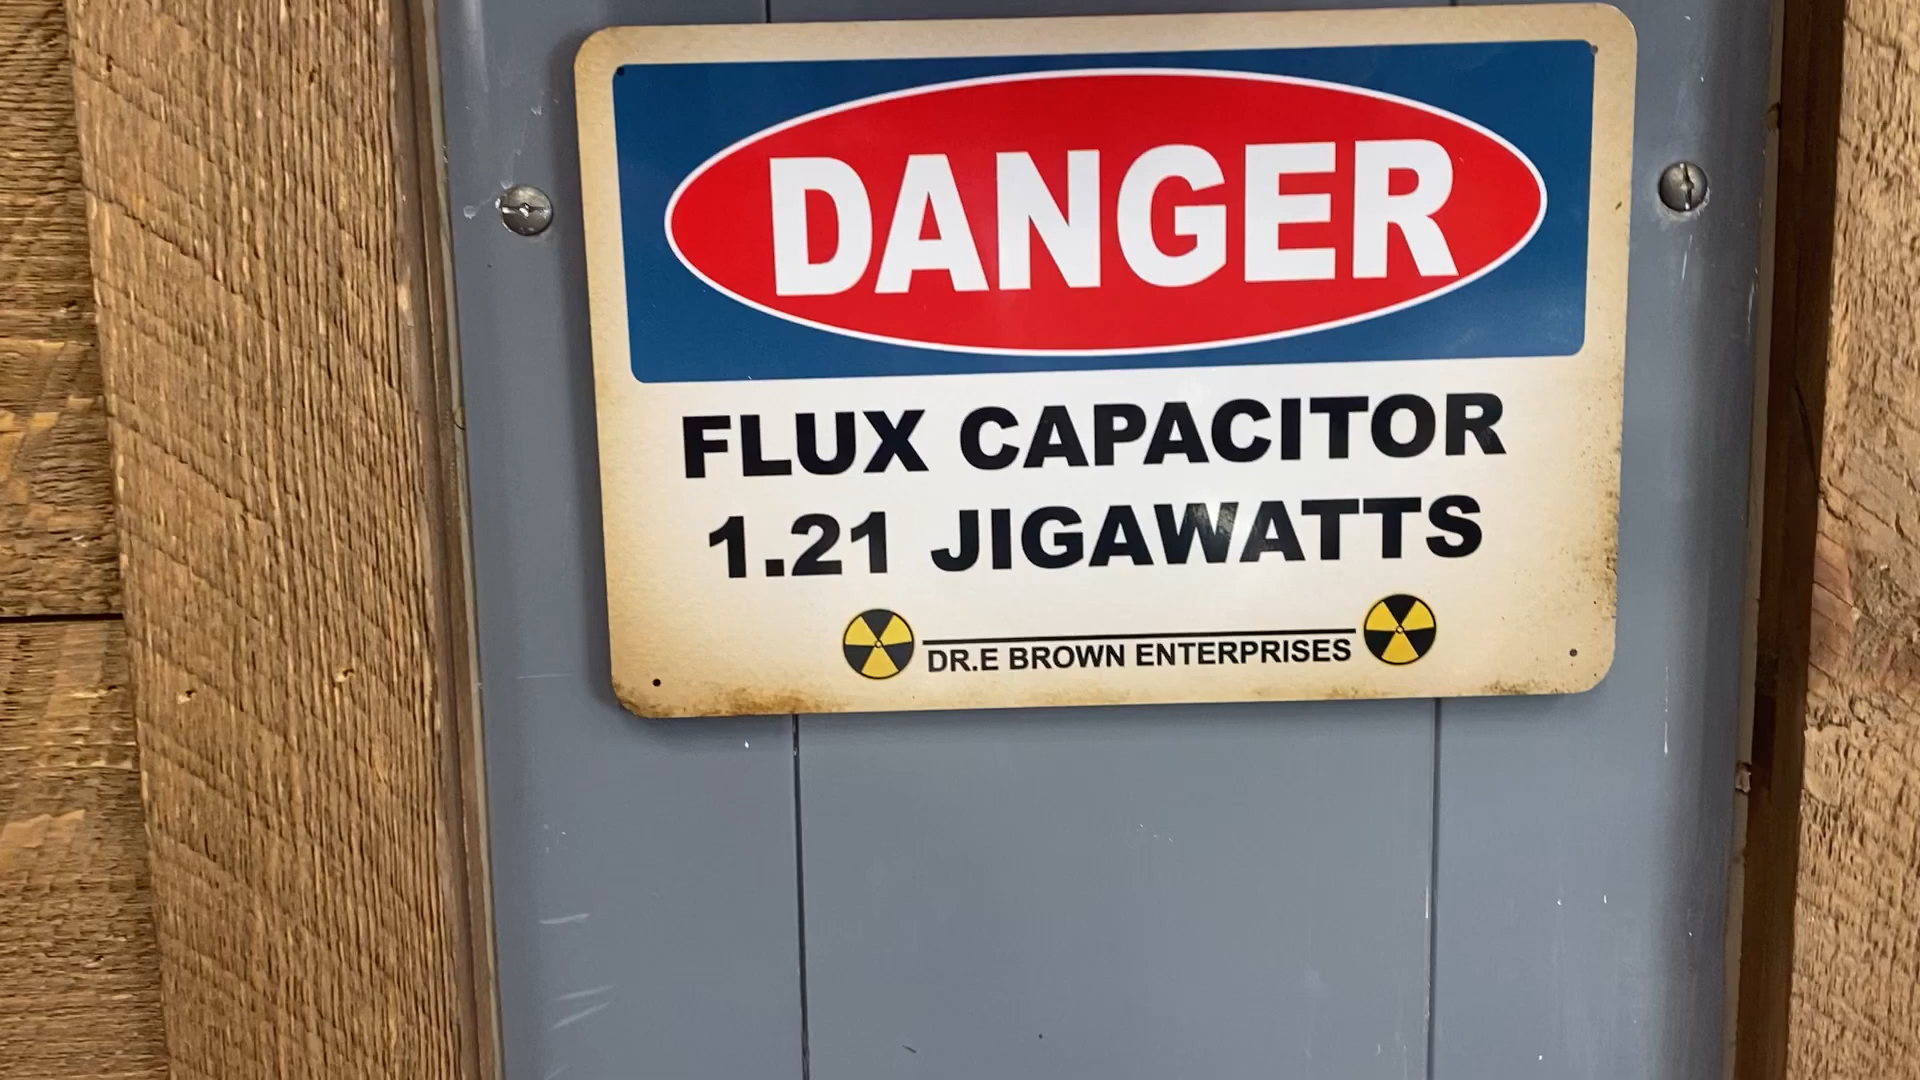 DANGER
FLUX CAPACITOR
1.21 JIGAWATTS
DR.E BROWN ENTERPRISES